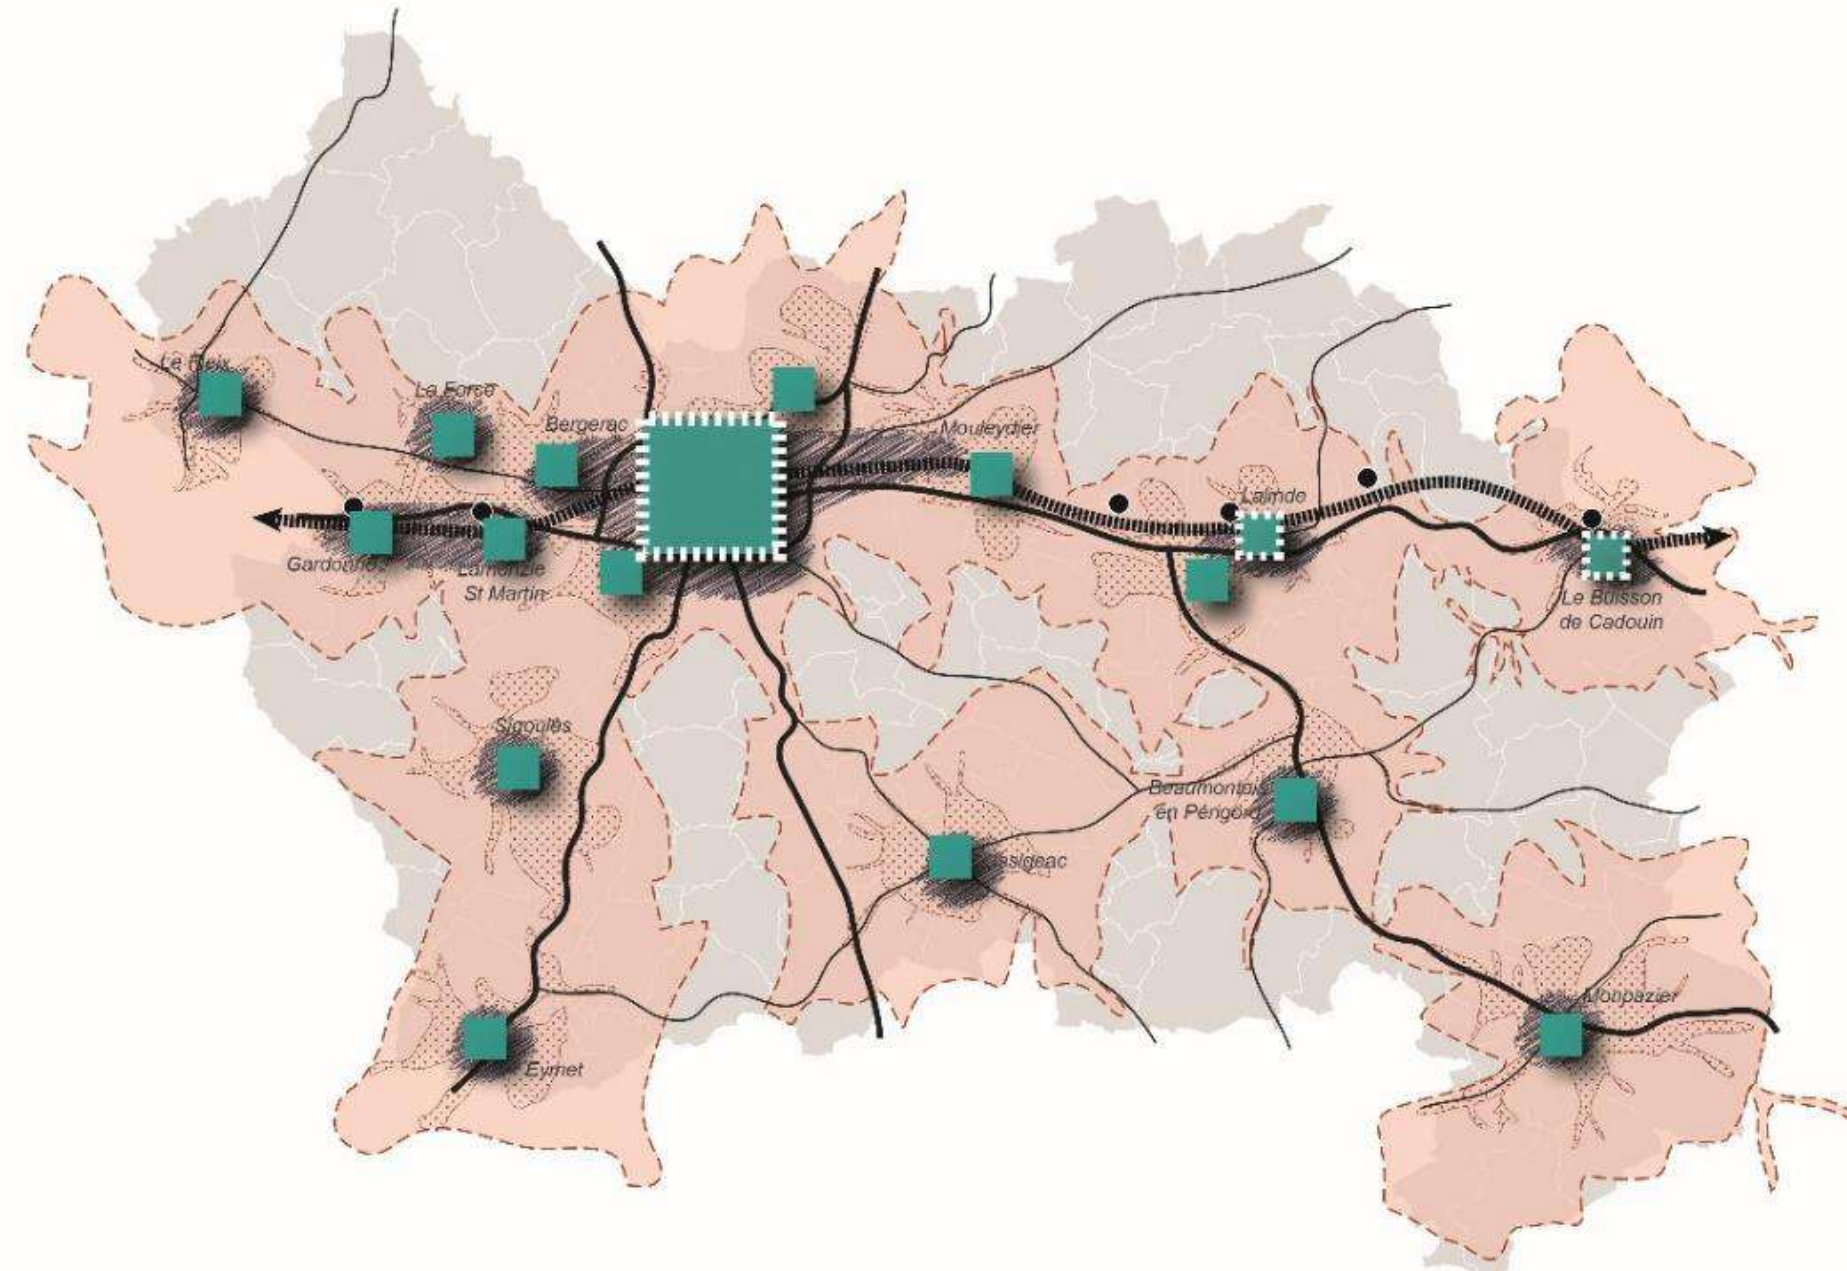 Le Fleix
La Force
Bergerac
Mouleydier
Lalinde
Gardonne
Lamonzie
St Martin
Le Buisson
de Cadouin
Sigoulès
Beaumontois
en Périgord
Issigeac
Monpazier
Eymet